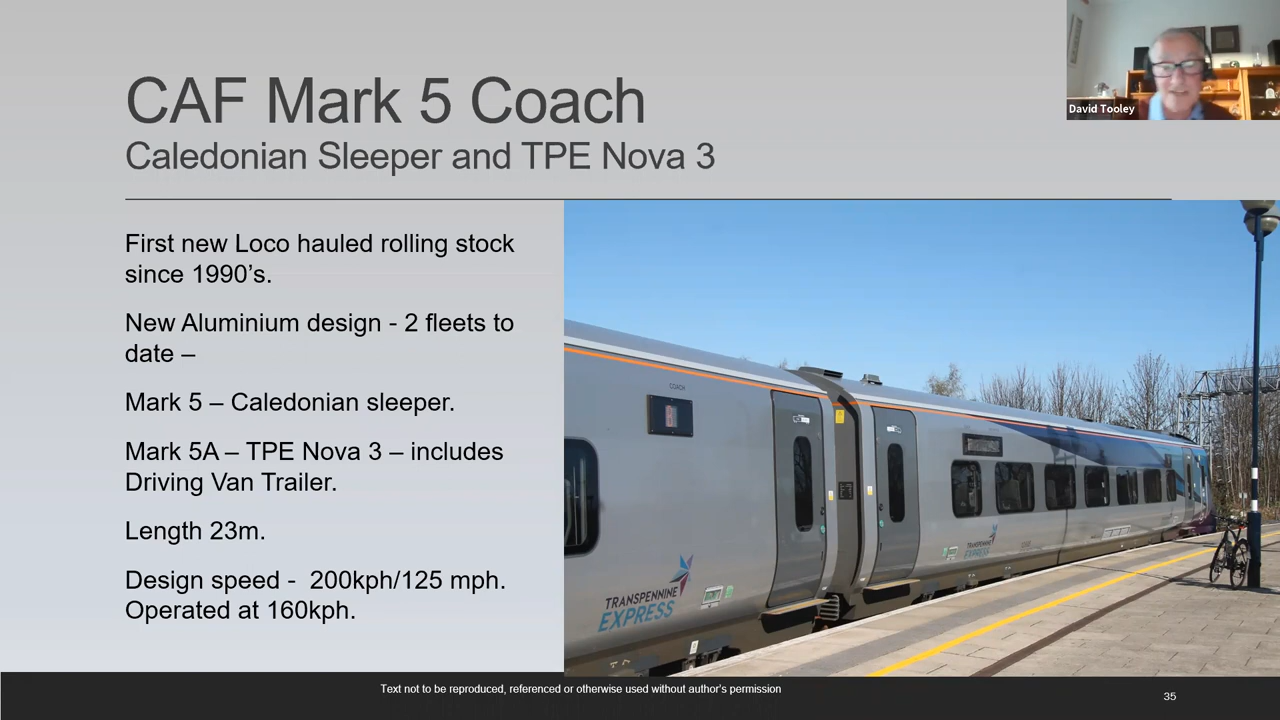 CAF Mark 5 Coach
Caledonian Sleeper and TPE Nova 3
David Tooley
First new Loco hauled rolling stock
since 1990’s.
New Aluminium design - 2 fleets to
date –
Mark 5 – Caledonian sleeper.
Mark 5A – TPE Nova 3 – includes
Driving Van Trailer.
Length 23m.
Design speed -  200kph/125 mph.
Operated at 160kph.
COACH
TRANSPENNINE
EXPRESS
TRANSPENNINE
EXPRESS
Text not to be reproduced, referenced or otherwise used without author's permission
35